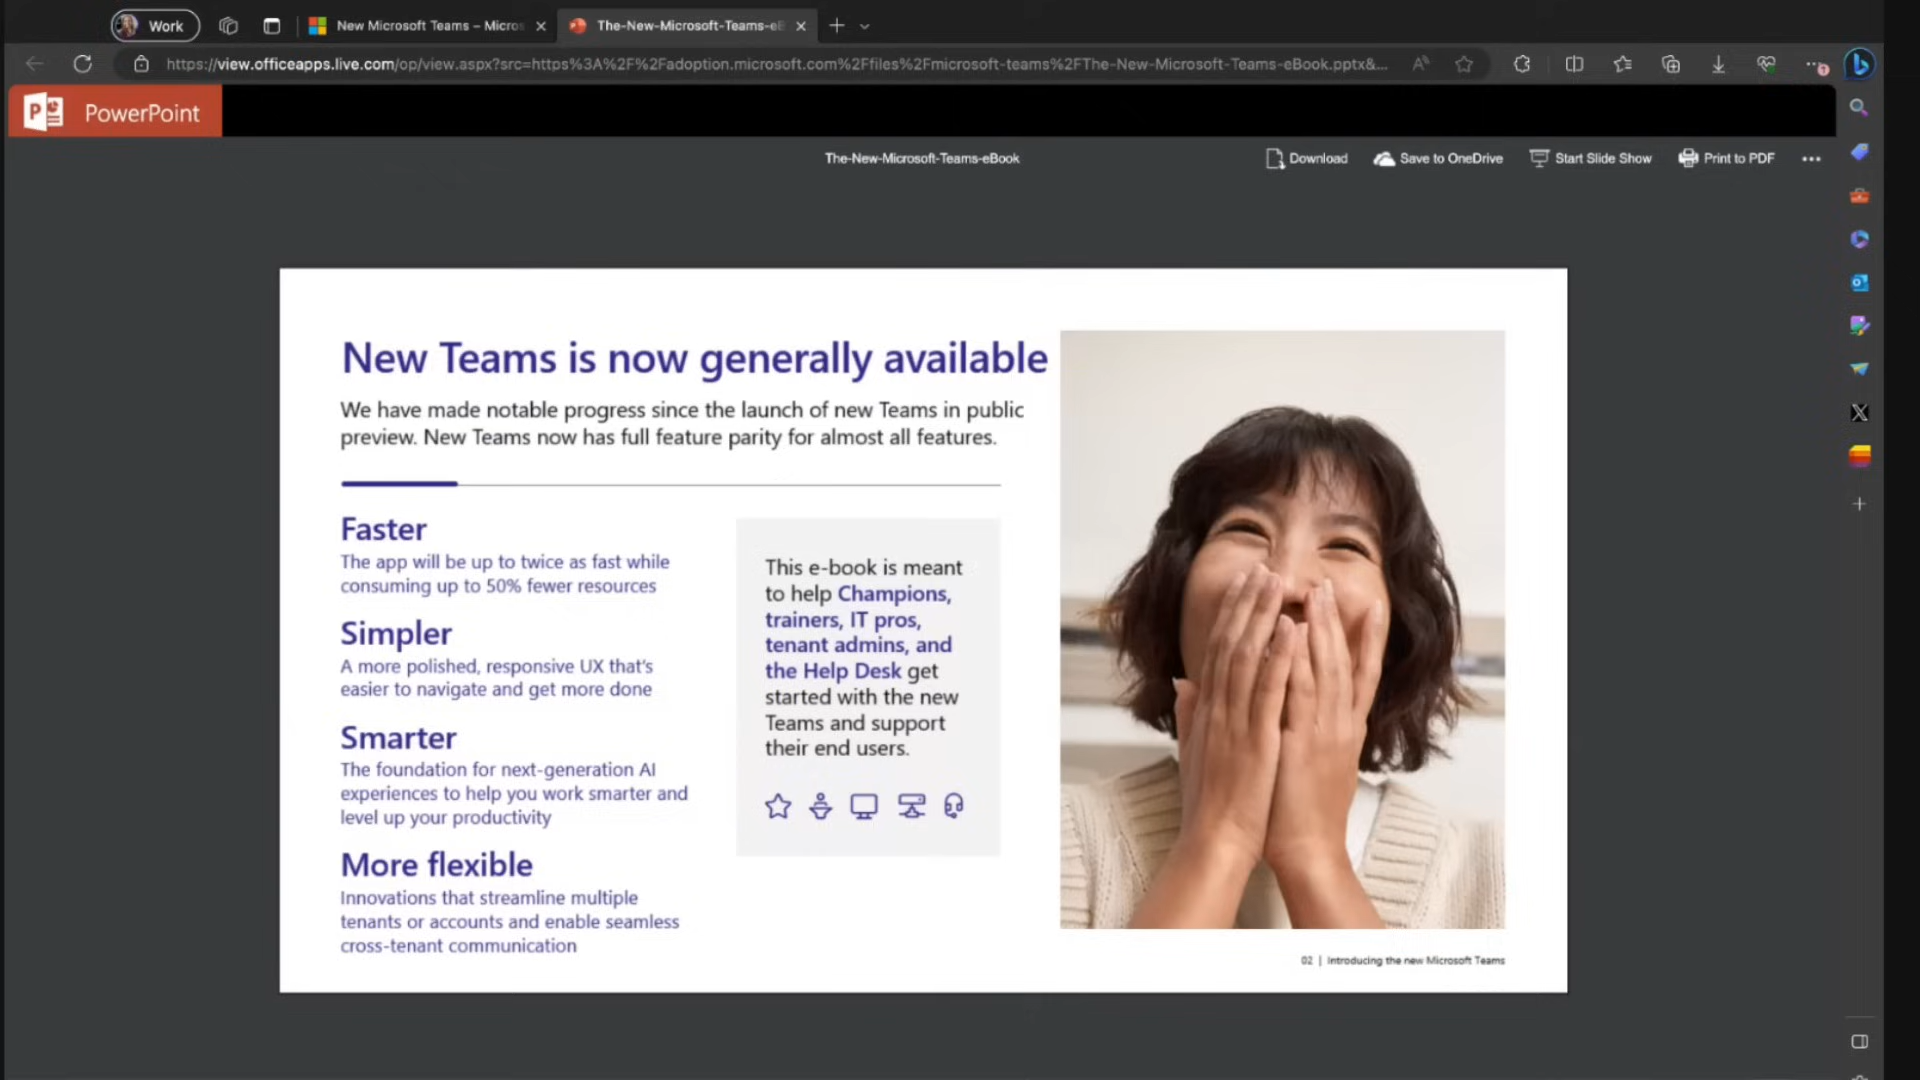 Work
New Microsoft Teams – Micros
The-New-Microsoft-Teams-eB
https://view.officeapps.live.com/op/view.aspx?src=https%3A%2F%2Fadoption.microsoft.com%2Ffiles%2Fmicrosoft-teams%2FThe-New-Microsoft-Teams-eBook.pptx&...
PowerPoint
The-New-Microsoft-Teams-eBook
Download
Save to OneDrive
Start Slide Show
Print to PDF
New Teams is now generally available
We have made notable progress since the launch of new Teams in public
preview. New Teams now has full feature parity for almost all features.
Faster
The app will be up to twice as fast while
consuming up to 50% fewer resources
Simpler
A more polished, responsive UX that's
easier to navigate and get more done
Smarter
The foundation for next-generation AI
experiences to help you work smarter and
level up your productivity
More flexible
Innovations that streamline multiple
tenants or accounts and enable seamless
cross-tenant communication
This e-book is meant
to help Champions,
trainers, IT pros,
tenant admins, and
the Help Desk get
started with the new
Teams and support
their end users.
02 | Introducing the new Microsoft Teams